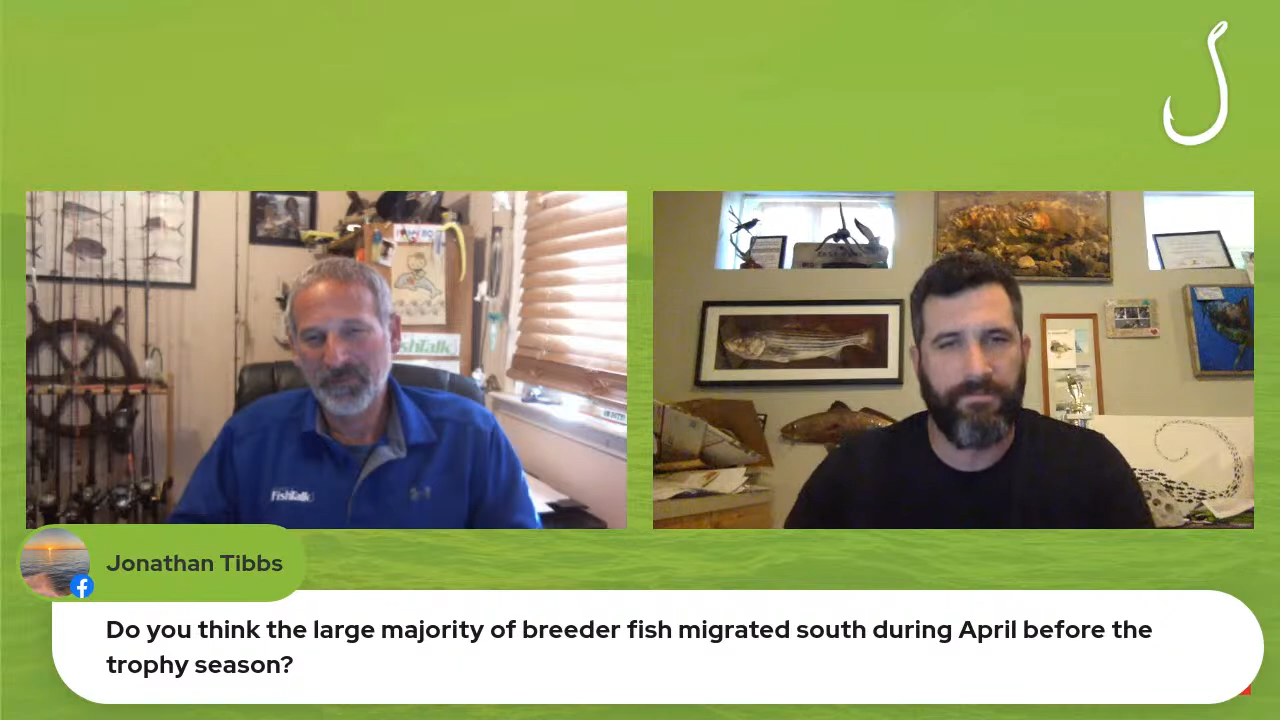 FishTalk
Jonathan Tibbs
Do you think the large majority of breeder fish migrated south during April before the
trophy season?